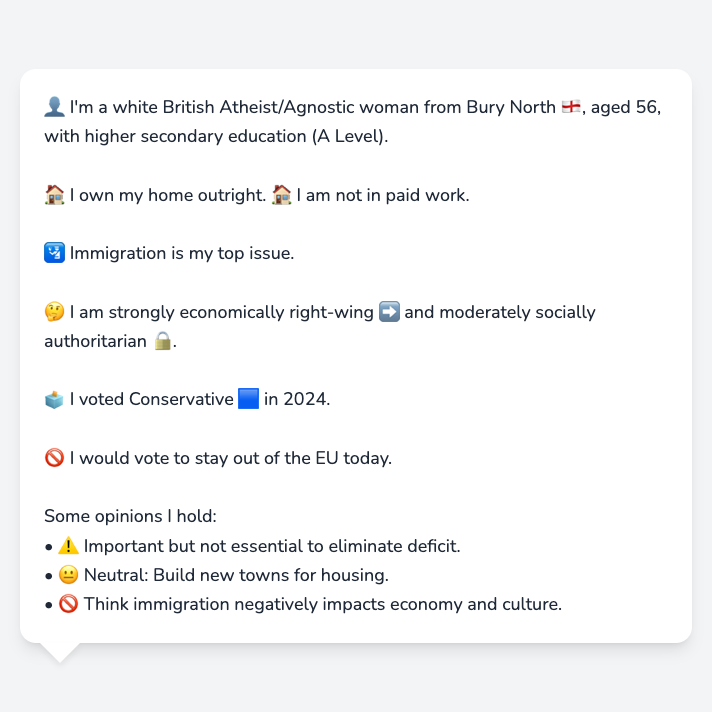 👤 I'm a white British Atheist/Agnostic woman from Bury North 🏴󠁧󠁢󠁥󠁮󠁧󠁿, aged 56,
with higher secondary education (A Level).
🏠 I own my home outright. 🏠 I am not in paid work.
🛂 Immigration is my top issue.
🤔 I am strongly economically right-wing ➡️ and moderately socially
authoritarian 🔒.
🗳️ I voted Conservative 🟦 in 2024.
🚫 I would vote to stay out of the EU today.
Some opinions I hold:
• ⚠️ Important but not essential to eliminate deficit.
• 😐 Neutral: Build new towns for housing.
• 🚫 Think immigration negatively impacts economy and culture.